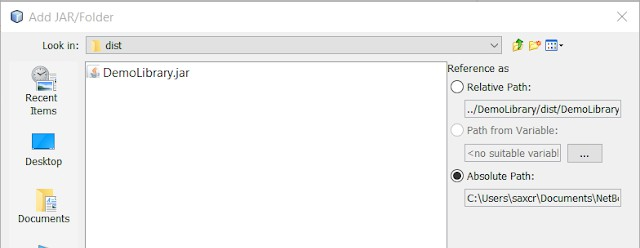 Add JAR/Folder
Look in: dist
DemoLibrary.jar
Recent
Items
Desktop
Documents
Reference as
Relative Path:
../DemoLibrary/dist/DemoLibrary
Path from Variable:
<no suitable variabl
...
Absolute Path:
C:\Users\saxcr\Documents\NetBe